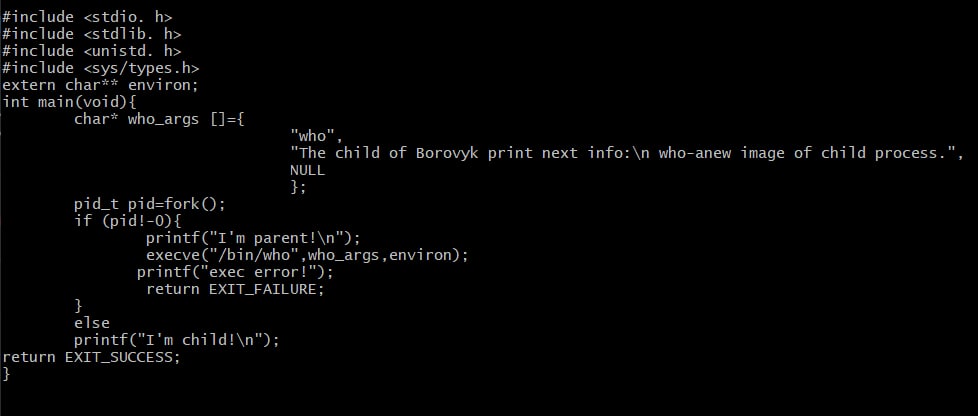 #include <stdio. h>
#include <stdlib. h>
#include <unistd. h>
#include <sys/types.h>
extern char** environ;
int main(void){
char* who_args []={
"who",
"The child of Borovyk print next info:\n who-anew image of child process.",
NULL
};
pid_t pid=fork();
if (pid!-0){
printf("I'm parent!\n");
execve("/bin/who",who_args,environ);
printf("exec error!");
return EXIT_FAILURE;
}
else
printf("I'm child!\n");
return EXIT_SUCCESS;
}